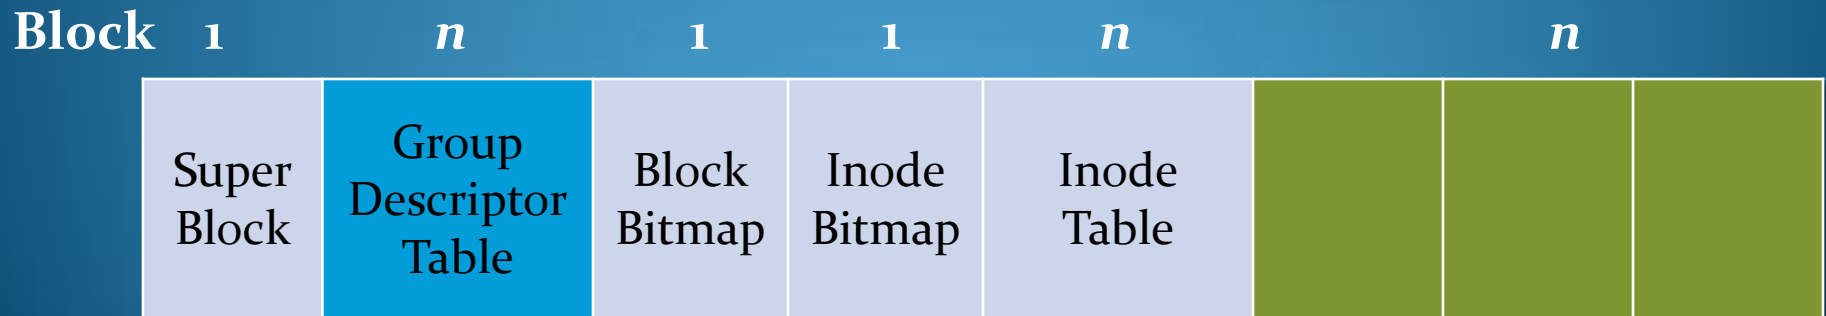 Block 1 n 1 1 n n
Super
Block
Group
Descriptor
Table
Block
Bitmap
Inode
Bitmap
Inode
Table